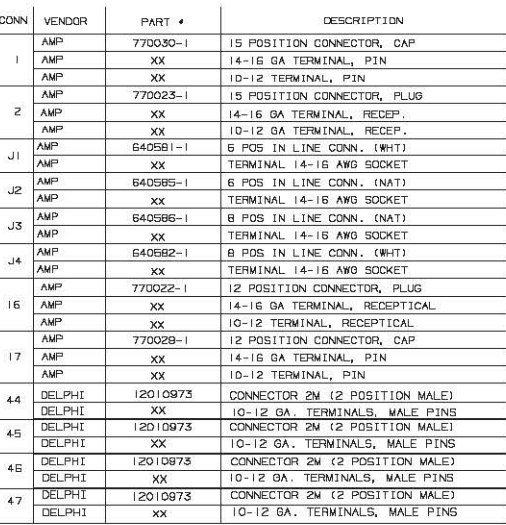 CONN VENDOR PART # DESCRIPTION
1 AMP 770030-1 15 POSITION CONNECTOR, CAP
AMP XX 14-16 GA TERMINAL, PIN
AMP XX 10-12 TERMINAL, PIN
2 AMP 770023-1 15 POSITION CONNECTOR, PLUG
AMP XX 14-16 GA TERMINAL, RECEP.
AMP XX 10-12 GA TERMINAL, RECEP.
J1 AMP 640581-1 6 POS IN LINE CONN. (WHT)
AMP XX TERMINAL 14-16 AWG SOCKET
J2 AMP 640585-1 6 POS IN LINE CONN. (NAT)
AMP XX TERMINAL 14-16 AWG SOCKET
J3 AMP 640586-1 8 POS IN LINE CONN. (NAT)
AMP XX TERMINAL 14-16 AWG SOCKET
J4 AMP 640582-1 8 POS IN LINE CONN. (WHT)
AMP XX TERMINAL 14-16 AWG SOCKET
16 AMP 770022-1 12 POSITION CONNECTOR, PLUG
AMP XX 14-16 GA TERMINAL, RECEPTICAL
AMP XX 10-12 TERMINAL, RECEPTICAL
17 AMP 770029-1 12 POSITION CONNECTOR, CAP
AMP XX 14-16 GA TERMINAL, PIN
AMP XX 10-12 TERMINAL, PIN
44 DELPHI 12010973 CONNECTOR 2M (2 POSITION MALE)
DELPHI XX 10-12 GA. TERMINALS, MALE PINS
45 DELPHI 12010973 CONNECTOR 2M (2 POSITION MALE)
DELPHI XX 10-12 GA. TERMINALS, MALE PINS
46 DELPHI 12010973 CONNECTOR 2M (2 POSITION MALE)
DELPHI XX 10-12 GA. TERMINALS, MALE PINS
47 DELPHI 12010973 CONNECTOR 2M (2 POSITION MALE)
DELPHI XX 10-12 GA. TERMINALS, MALE PINS